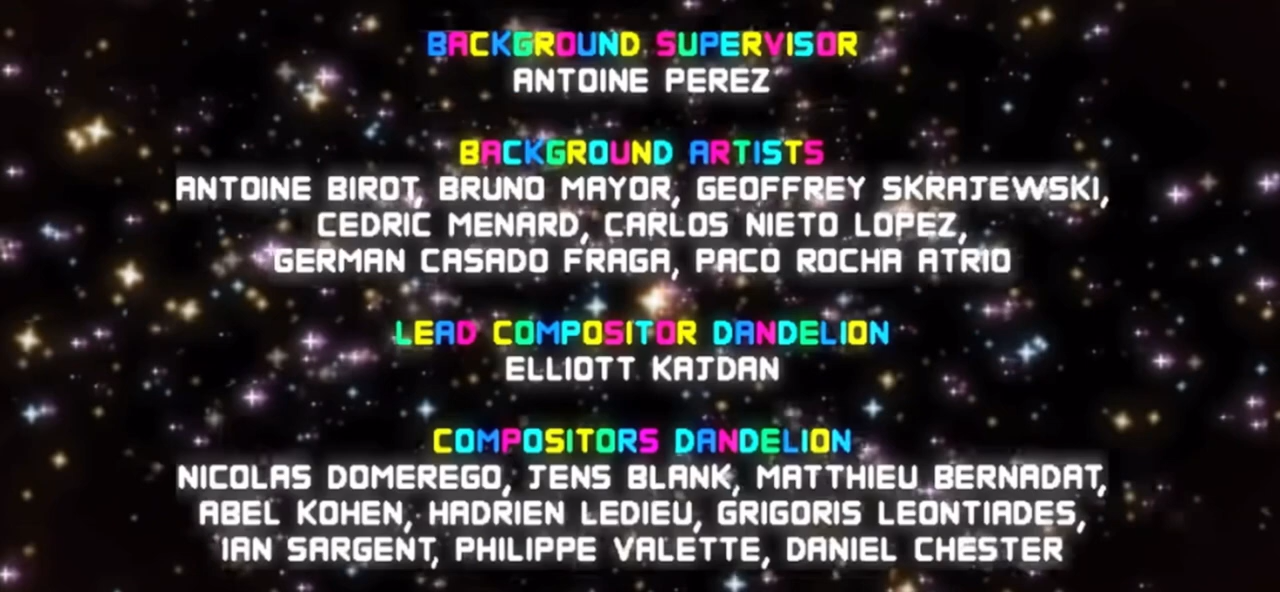 BACKGROUND SUPERVISOR
ANTOINE PEREZ
BACKGROUND ARTISTS
ANTOINE BIROT, BRUNO MAYOR, GEOFFREY SKRAJEWSKI,
CEDRIC MENARD, CARLOS NIETO LOPEZ,
GERMAN CASADO FRAGA, PACO ROCHA ATRIO
LEAD COMPOSITOR DANDELION
ELLIOTT KAJDAN
COMPOSITORS DANDELION
NICOLAS DOMEREGO, JENS BLANK, MATTHIEU BERNADAT,
ABEL KOHEN, HADRIEN LEDIEU, GRIGORIS LEONTIADES,
IAN SARGENT, PHILIPPE VALETTE, DANIEL CHESTER